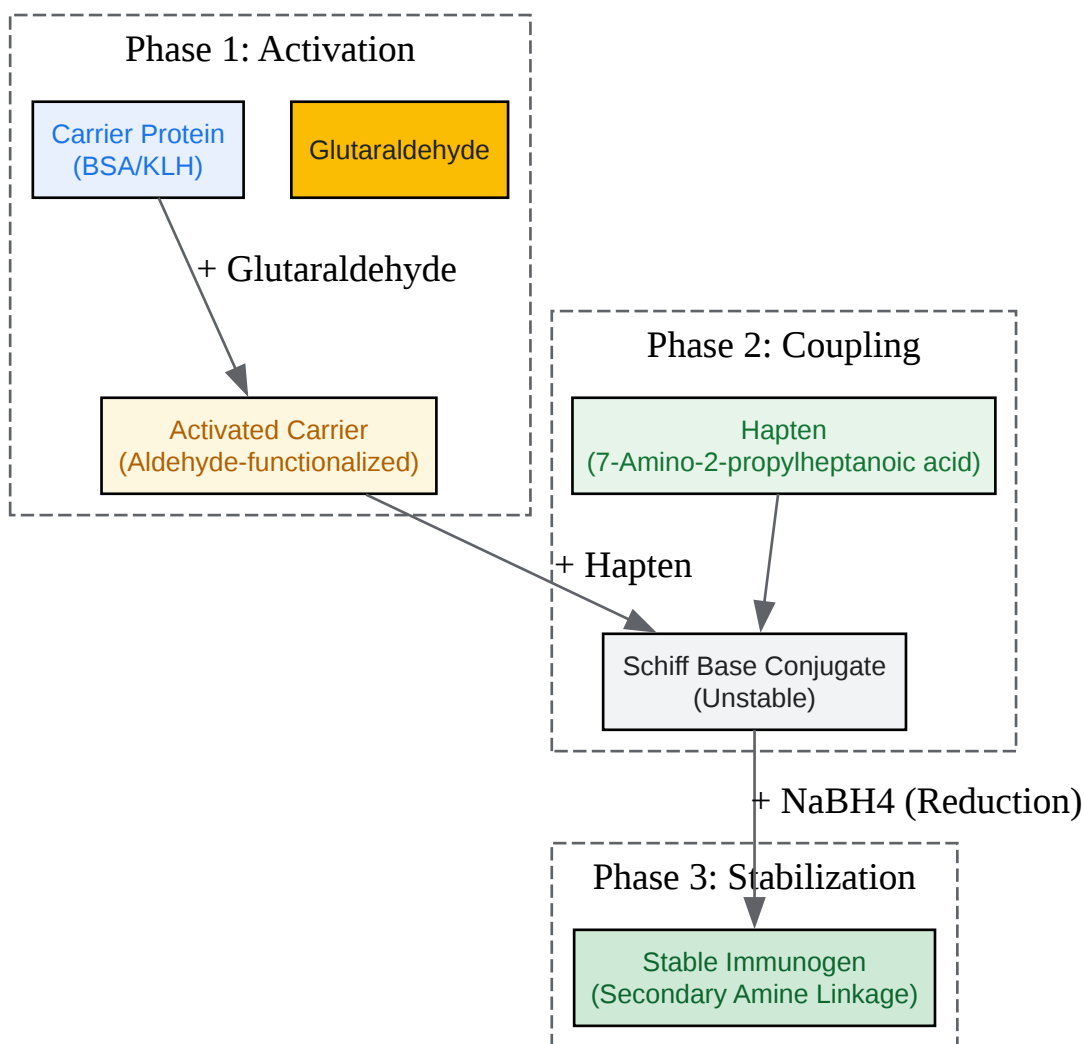 Phase 1: Activation
Carrier Protein
(BSA/KLH)
Glutaraldehyde
+ Glutaraldehyde
Activated Carrier
(Aldehyde-functionalized)
Phase 2: Coupling
Hapten
(7-Amino-2-propylheptanoic acid)
+ Hapten
Schiff Base Conjugate
(Unstable)
+ NaBH4 (Reduction)
Phase 3: Stabilization
Stable Immunogen
(Secondary Amine Linkage)